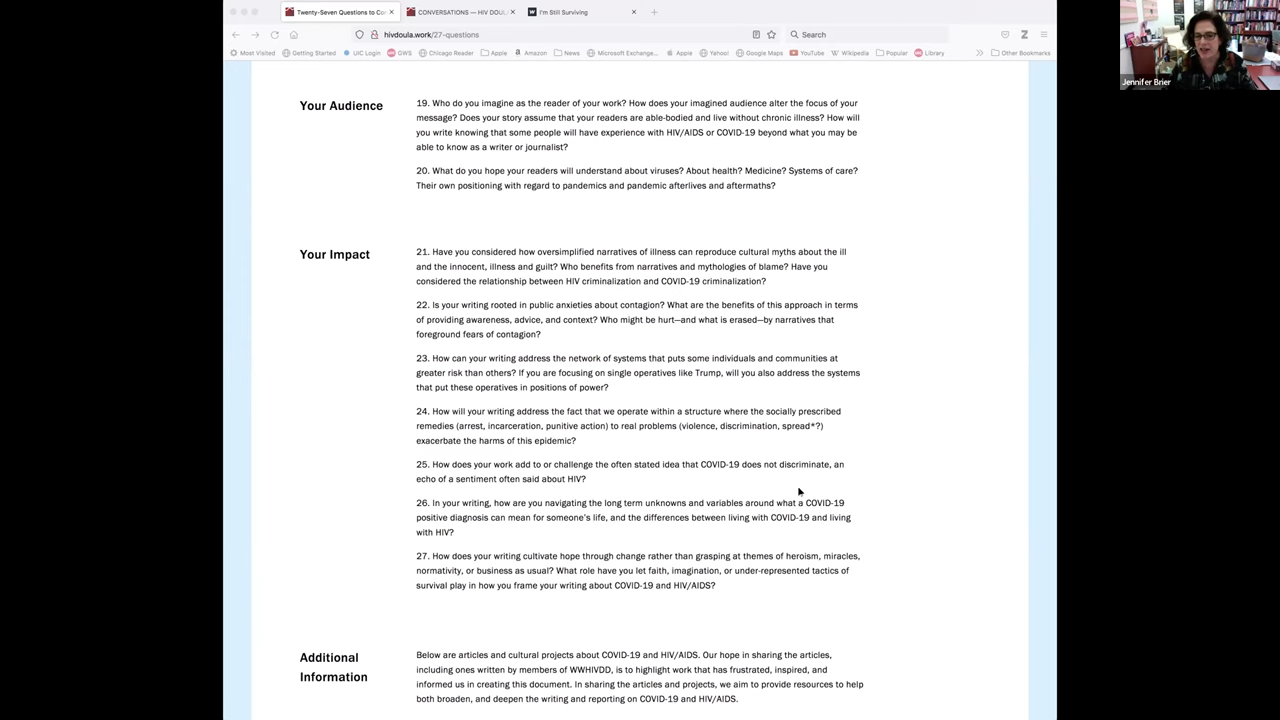 Twenty-Seven Questions to Co
CONVERSATIONS — HIV DOUL
I'm Still Surviving
hivdoula.work/27-questions
Search
Most Visited
Getting Started
UIC Login
GWS
Chicago Reader
Apple
Amazon
News
Microsoft Exchange...
Apple
Yahoo!
Google Maps
YouTube
Wikipedia
Popular
Library
Other Bookmarks
Jennifer Brier
Your Audience
19. Who do you imagine as the reader of your work? How does your imagined audience alter the focus of your
message? Does your story assume that your readers are able-bodied and live without chronic illness? How will
you write knowing that some people will have experience with HIV/AIDS or COVID-19 beyond what you may be
able to know as a writer or journalist?
20. What do you hope your readers will understand about viruses? About health? Medicine? Systems of care?
Their own positioning with regard to pandemics and pandemic afterlives and aftermaths?
Your Impact
21. Have you considered how oversimplified narratives of illness can reproduce cultural myths about the ill
and the innocent, illness and guilt? Who benefits from narratives and mythologies of blame? Have you
considered the relationship between HIV criminalization and COVID-19 criminalization?
22. Is your writing rooted in public anxieties about contagion? What are the benefits of this approach in terms
of providing awareness, advice, and context? Who might be hurt—and what is erased—by narratives that
foreground fears of contagion?
23. How can your writing address the network of systems that puts some individuals and communities at
greater risk than others? If you are focusing on single operatives like Trump, will you also address the systems
that put these operatives in positions of power?
24. How will your writing address the fact that we operate within a structure where the socially prescribed
remedies (arrest, incarceration, punitive action) to real problems (violence, discrimination, spread*?)
exacerbate the harms of this epidemic?
25. How does your work add to or challenge the often stated idea that COVID-19 does not discriminate, an
echo of a sentiment often said about HIV?
26. In your writing, how are you navigating the long term unknowns and variables around what a COVID-19
positive diagnosis can mean for someone's life, and the differences between living with COVID-19 and living
with HIV?
27. How does your writing cultivate hope through change rather than grasping at themes of heroism, miracles,
normativity, or business as usual? What role have you let faith, imagination, or under-represented tactics of
survival play in how you frame your writing about COVID-19 and HIV/AIDS?
Additional
Information
Below are articles and cultural projects about COVID-19 and HIV/AIDS. Our hope in sharing the articles,
including ones written by members of WWHIVDD, is to highlight work that has frustrated, inspired, and
informed us in creating this document. In sharing the articles and projects, we aim to provide resources to help
both broaden, and deepen the writing and reporting on COVID-19 and HIV/AIDS.